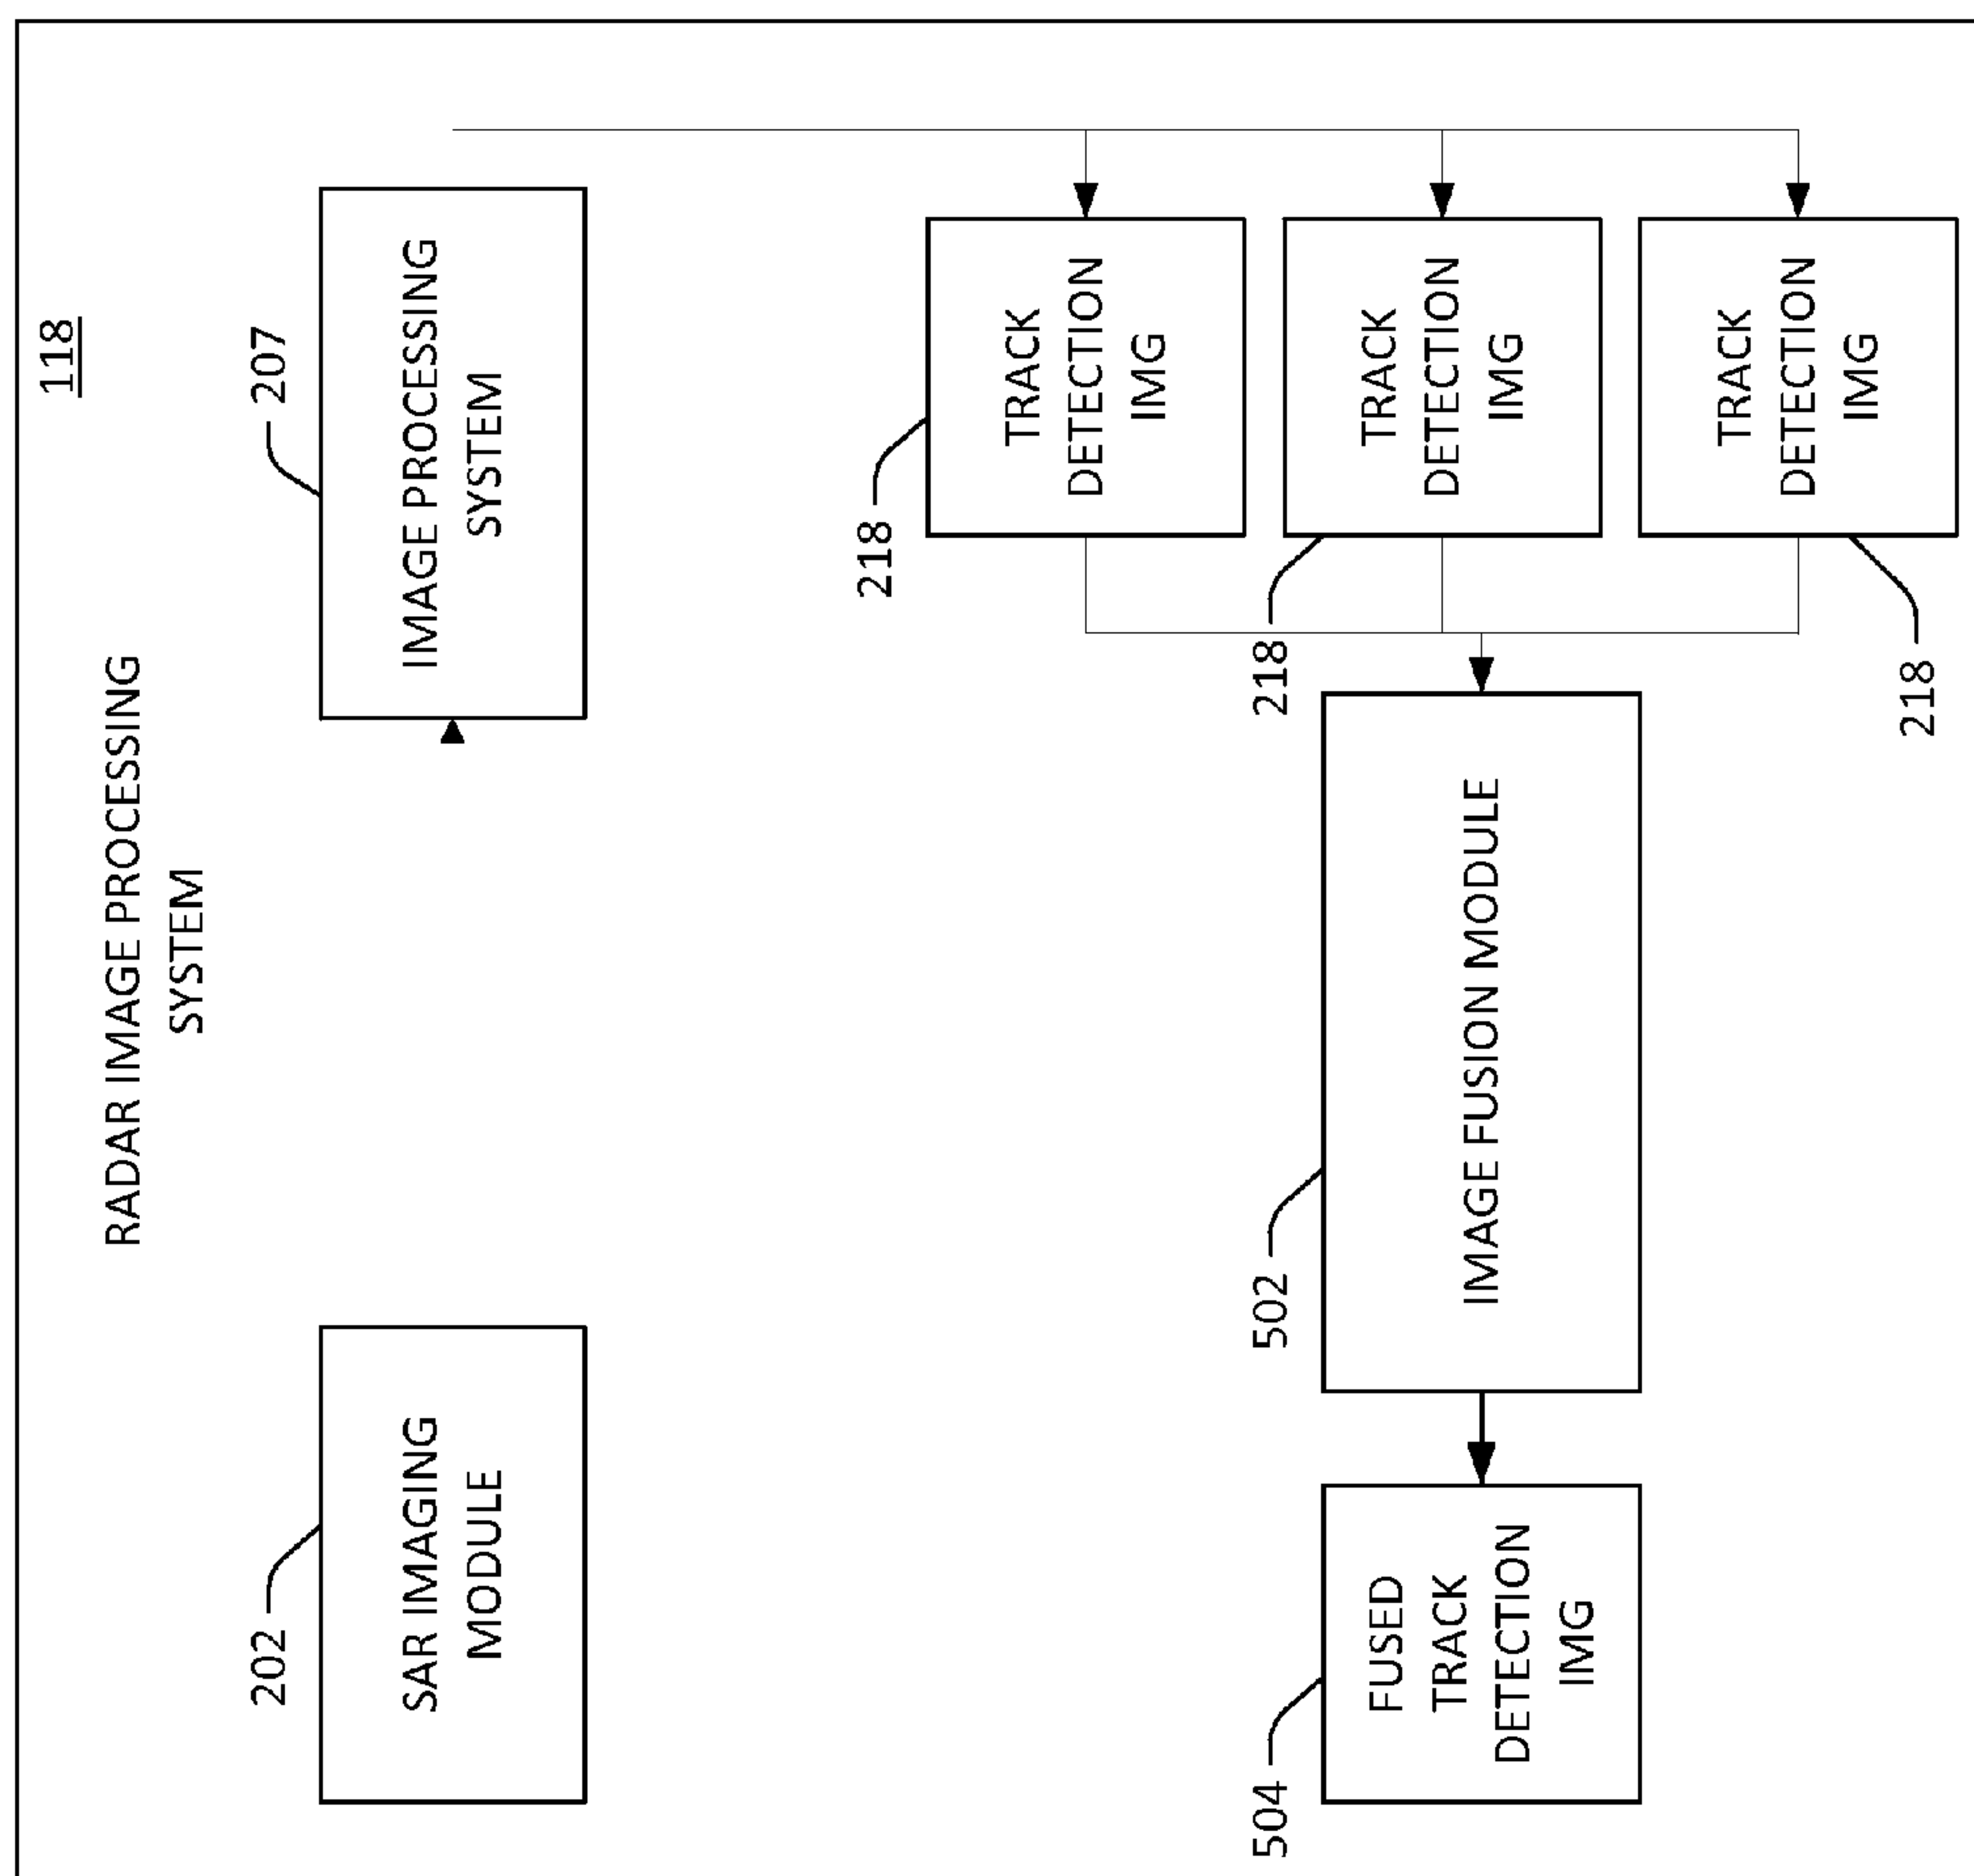 118
RADAR IMAGE PROCESSING
SYSTEM
202
SAR IMAGING
MODULE
207
IMAGE PROCESSING
SYSTEM
218
TRACK
DETECTION
IMG
218
TRACK
DETECTION
IMG
218
TRACK
DETECTION
IMG
502
IMAGE FUSION MODULE
504
FUSED
TRACK
DETECTION
IMG